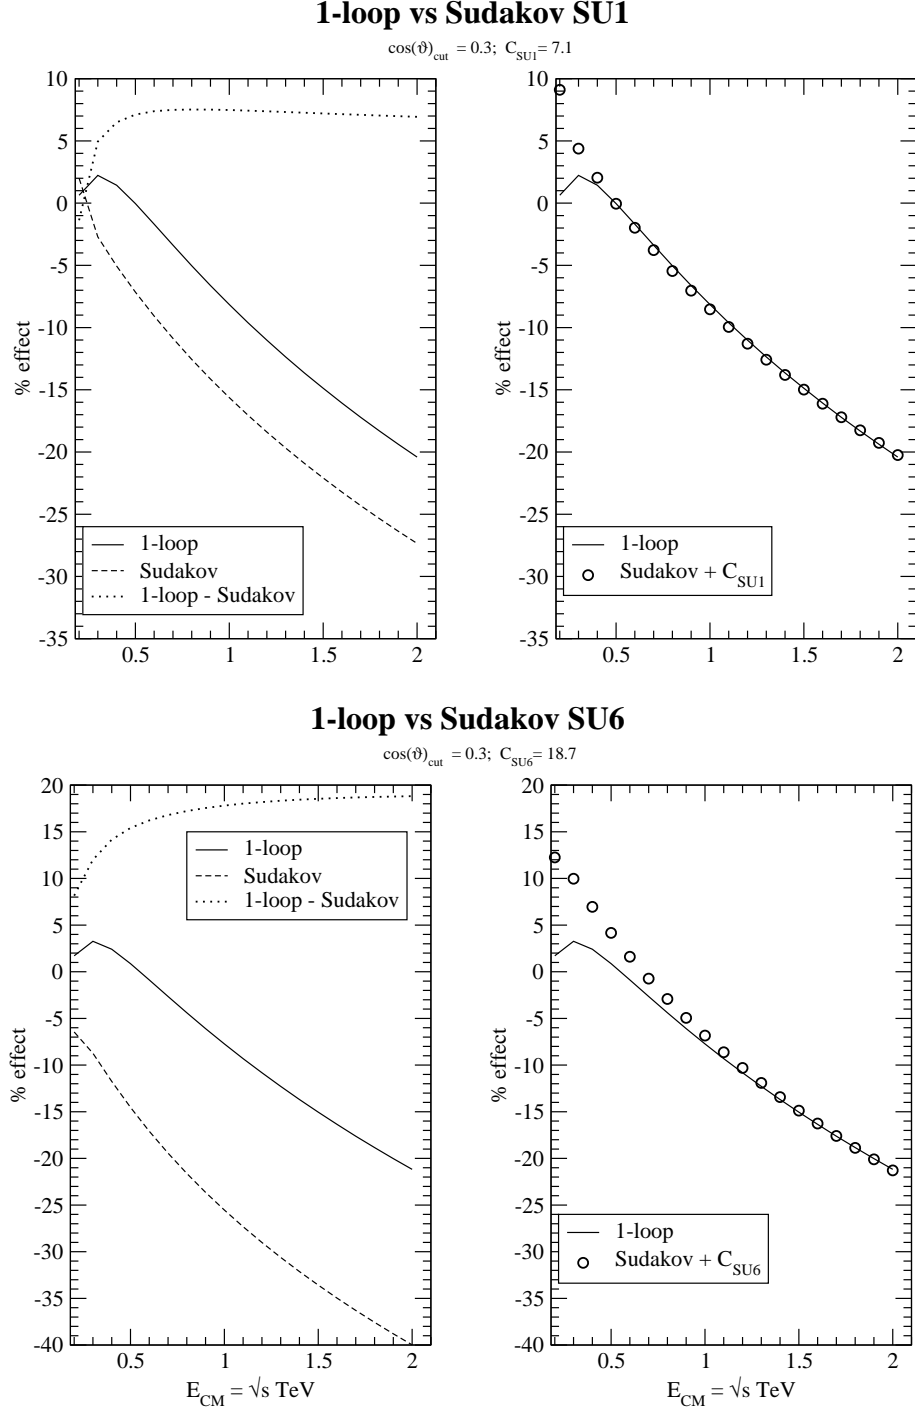 1-loop vs Sudakov SU1
cos(ϑ)cut = 0.3; CSU1= 7.1
10
5
0
-5
-10
-15
-20
-25
-30
-35
% effect
0.5 1 1.5 2
1-loop
Sudakov
1-loop - Sudakov
10
5
0
-5
-10
-15
-20
-25
-30
-35
% effect
0.5 1 1.5 2
1-loop
Sudakov + CSU1
1-loop vs Sudakov SU6
cos(ϑ)cut = 0.3; CSU6= 18.7
20
15
10
5
0
-5
-10
-15
-20
-25
-30
-35
-40
% effect
1-loop
Sudakov
1-loop - Sudakov
0.5 1 1.5 2
ECM = √s TeV
20
15
10
5
0
-5
-10
-15
-20
-25
-30
-35
-40
% effect
1-loop
Sudakov + CSU6
0.5 1 1.5 2
ECM = √s TeV